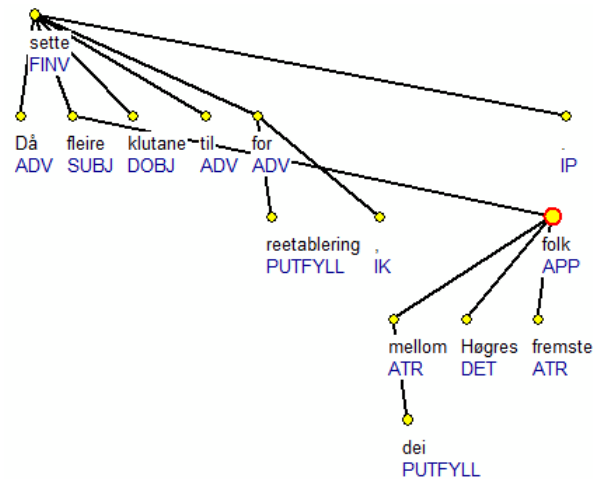 sette
FINV
Då fleire klutane til for .
ADV SUBJ DOBJ ADV ADV IP
reetablering , folk
PUTFYLL IK APP
mellom Høgres fremste
ATR DET ATR
dei
PUTFYLL